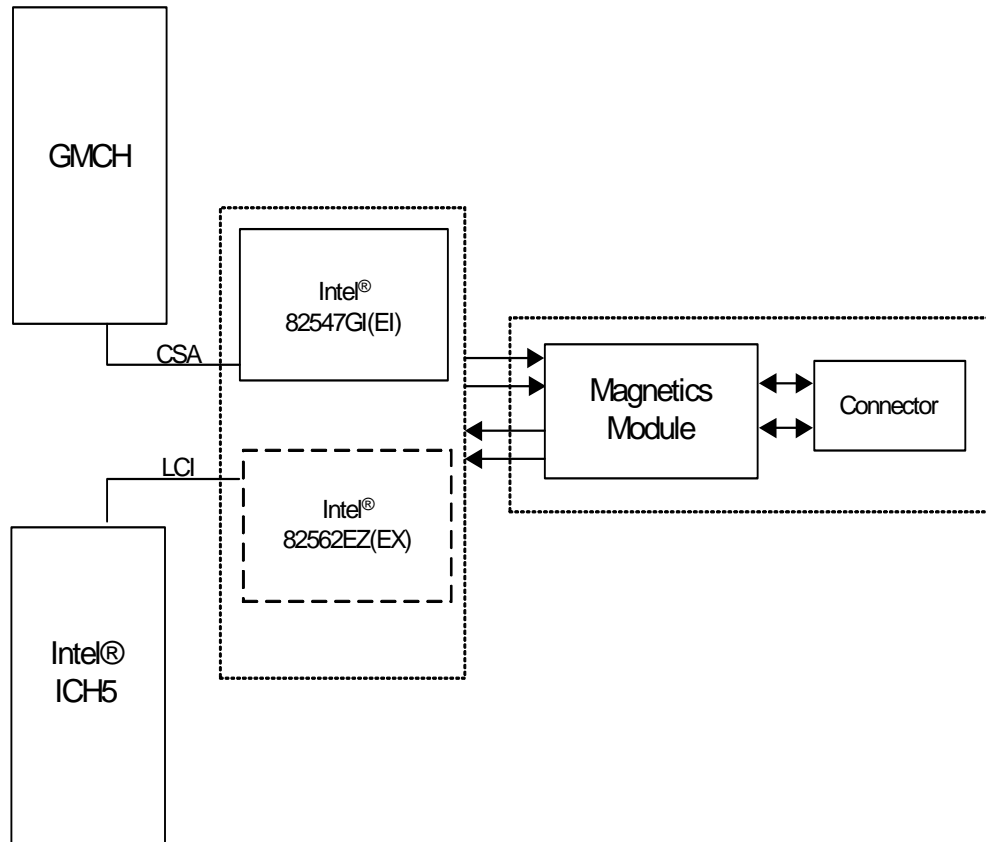 GMCH
Intel®
82547GI(EI)
CSA
Magnetics
Module
Connector
LCI
Intel®
82562EZ(EX)
Intel®
ICH5